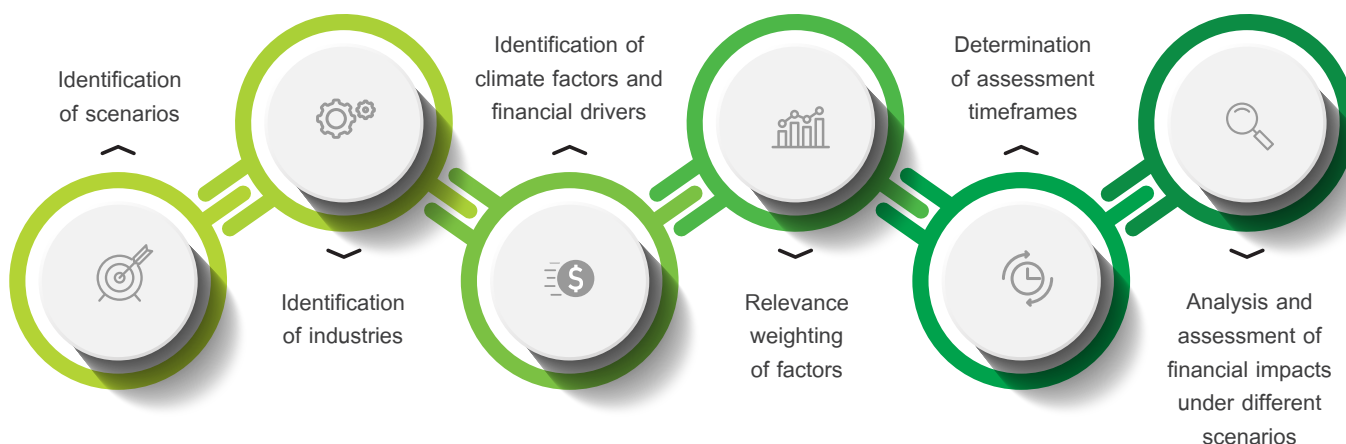 Identification
of scenarios
Identification
of industries
Identification of
climate factors and
financial drivers
Relevance
weighting
of factors
Determination
of assessment
timeframes
Analysis and
assessment of
financial impacts
under different
scenarios
$